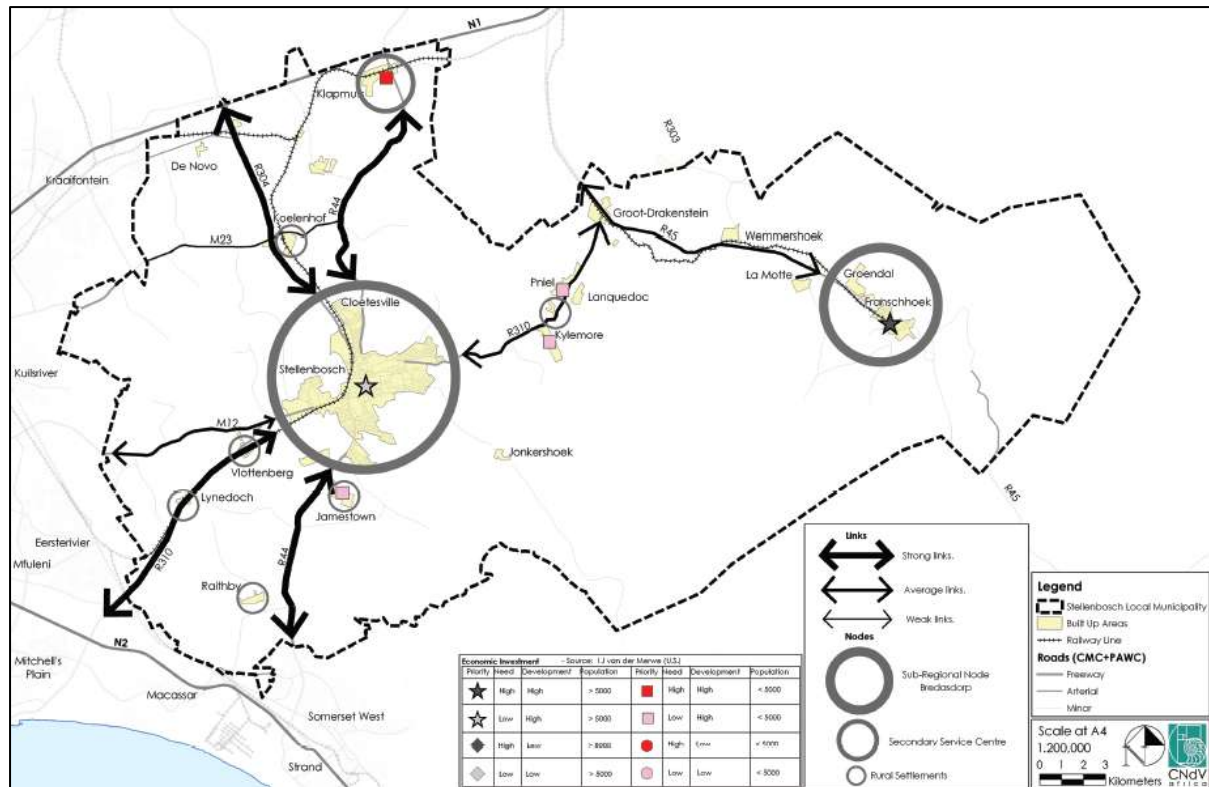 N1
Klapmuts
R303
De Novo
Kraaifontein
R304
R44
Koelenhof
M23
Groot-Drakenstein
R45
Wemmershoek
La Motte
Groendal
Franschhoek
Cloetesville
Pniel
Lanquedoc
R310
Kylemore
Kuilsriver
Stellenbosch
M12
Vlottenberg
Jonkershoek
Lynedoch
Jamestown
R45
Eersterivier
Mfuleni
R310
R44
Raithby
N2
Mitchell's
Plain
Macassar
Somerset West
Strand
Economic Investment - Source: I.J van der Merwe (U.S.)
Priority Need Development Population Priority Need Development Population
High High > 5000 High High < 5000
Low High > 5000 Low High < 5000
High Low > 5000 High Low < 5000
Low Low > 5000 Low Low < 5000
Links
Strong links.
Average links.
Weak links.
Nodes
Sub-Regional Node
Bredasdorp
Secondary Service Centre
Rural Settlements
Legend
Stellenbosch Local Municipality
Built Up Areas
Railway Line
Roads (CMC+PAWC)
Freeway
Arterial
Minor
Scale at A4
1:200,000
0 1 2 3
Kilometers
CNdV
africa